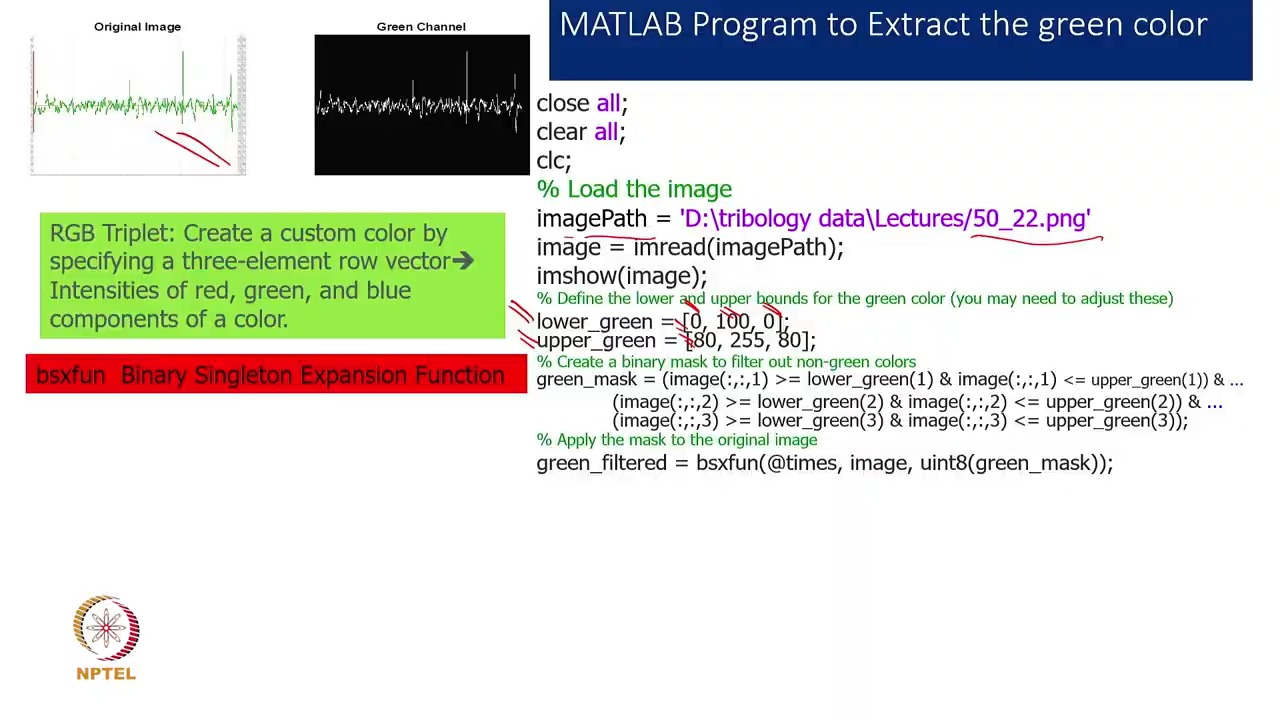 Original Image
Green Channel
MATLAB Program to Extract the green color
close all;
clear all;
clc;
% Load the image
imagePath = 'D:\tribology data\Lectures/50_22.png'
image = imread(imagePath);
imshow(image);
% Define the lower and upper bounds for the green color (you may need to adjust these)
lower_green = [0, 100, 0];
upper_green = [80, 255, 80];
% Create a binary mask to filter out non-green colors
green_mask = (image(:,:,1) >= lower_green(1) & image(:,:,1) <= upper_green(1)) & ...
(image(:,:,2) >= lower_green(2) & image(:,:,2) <= upper_green(2)) & ...
(image(:,:,3) >= lower_green(3) & image(:,:,3) <= upper_green(3));
% Apply the mask to the original image
green_filtered = bsxfun(@times, image, uint8(green_mask));
RGB Triplet: Create a custom color by
specifying a three-element row vector➔
Intensities of red, green, and blue
components of a color.
bsxfun Binary Singleton Expansion Function
NPTEL